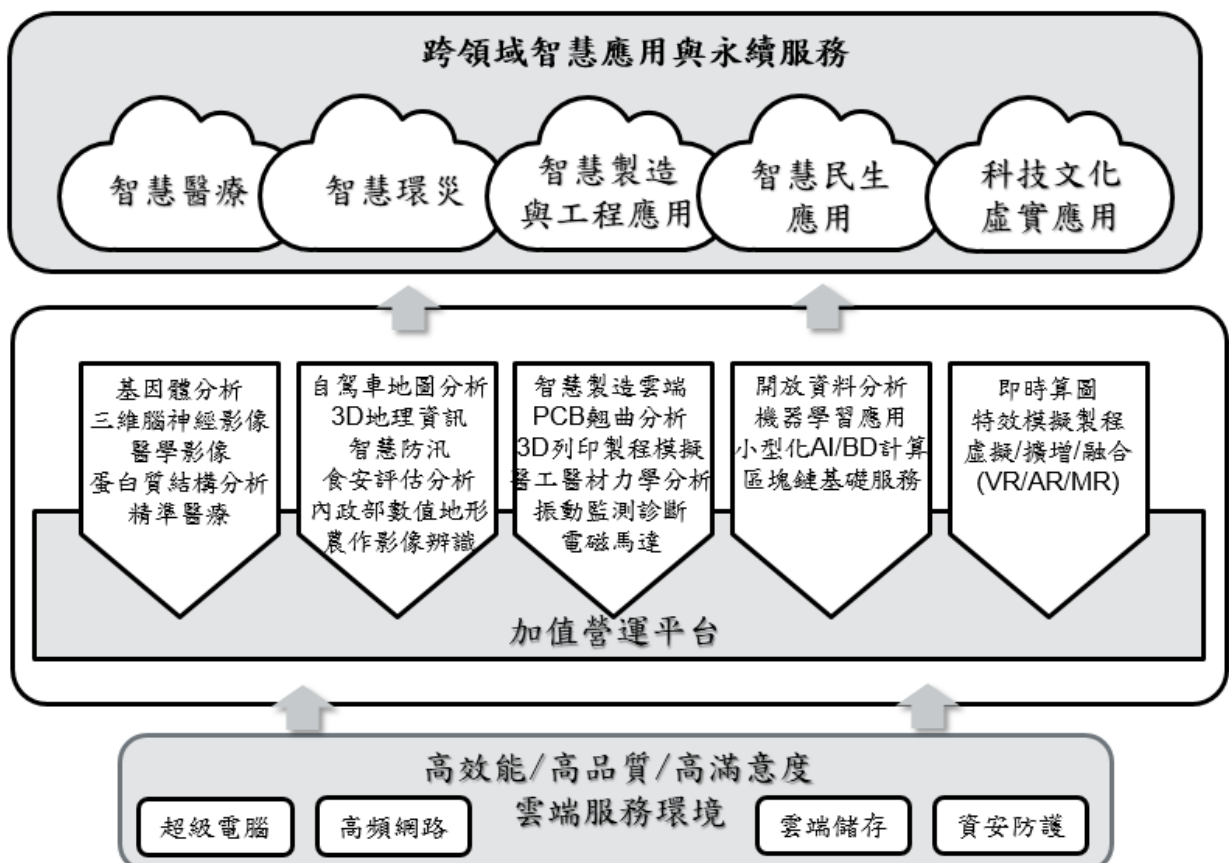 跨領域智慧應用與永續服務
智慧醫療
智慧環災
智慧製造
與工程應用
智慧民生
應用
科技文化
虛實應用
基因體分析
三維腦神經影像
醫學影像
蛋白質結構分析
精準醫療
自駕車地圖分析
3D地理資訊
智慧防汛
食安評估分析
內政部數值地形
農作影像辨識
智慧製造雲端
PCB翹曲分析
3D列印製程模擬
醫工醫材力學分析
振動監測診斷
電磁馬達
開放資料分析
機器學習應用
小型化AI/BD計算
區塊鏈基礎服務
即時算圖
特效模擬製程
虛擬/擴增/融合
(VR/AR/MR)
加值營運平台
高效能/高品質/高滿意度
雲端服務環境
超級電腦
高頻網路
雲端儲存
資安防護